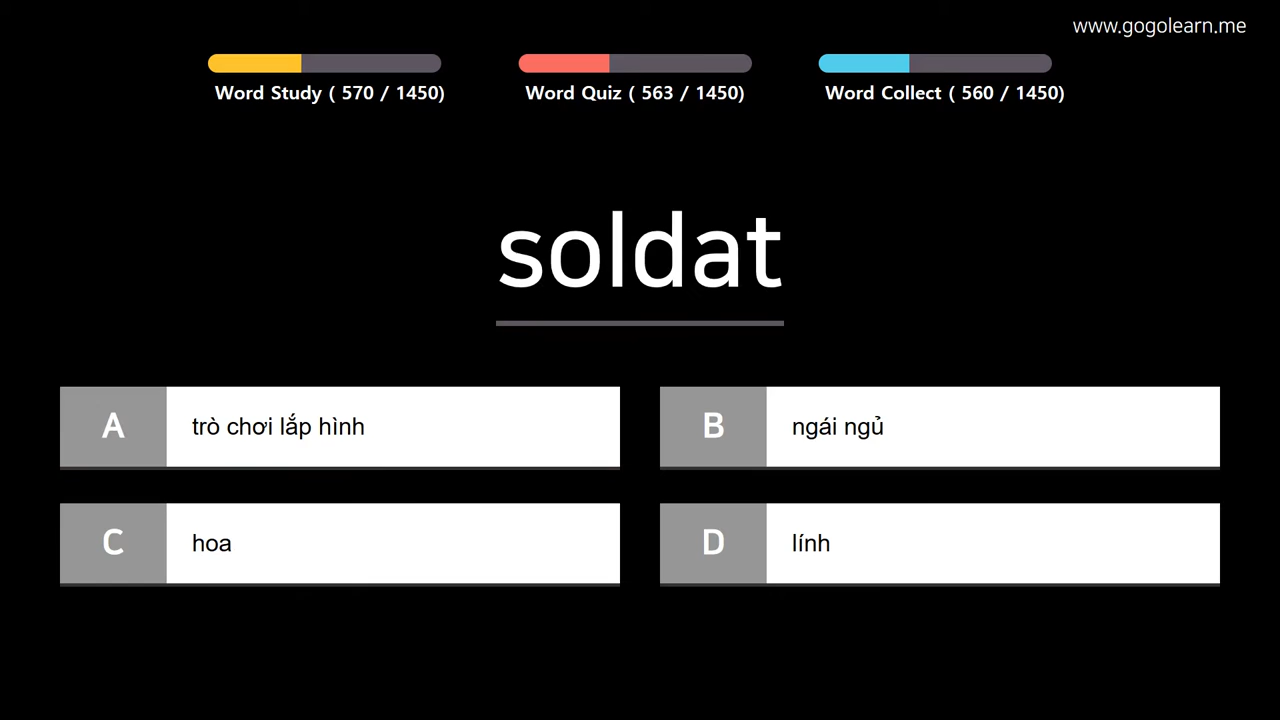 www.gogolearn.me
Word Study ( 570 / 1450)
Word Quiz ( 563 / 1450)
Word Collect ( 560 / 1450)
soldat
A trò chơi lắp hình
B ngái ngủ
C hoa
D lính